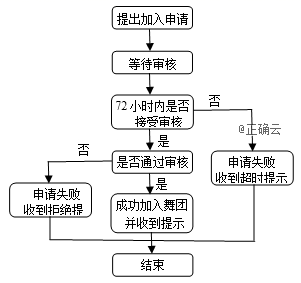 提出加入申请
等待审核
72小时内是否
接受审核
否
@正确云
是
否
是否通过审核
申请失败
收到超时提示
是
申请失败
收到拒绝提
成功加入舞团
并收到提示
结束